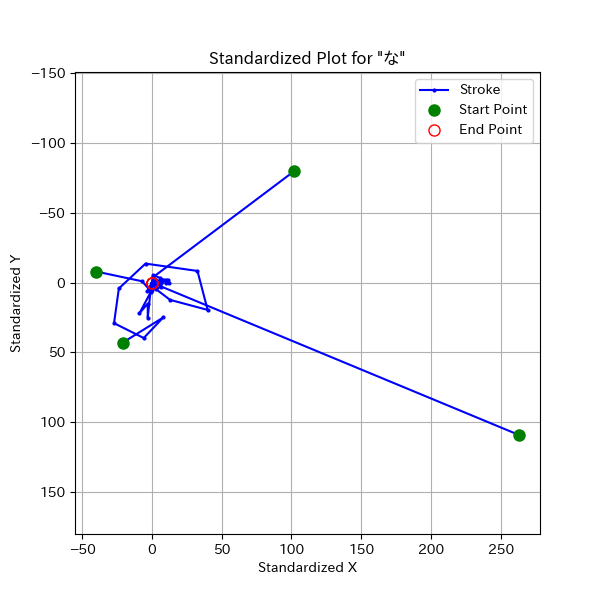 Standardized Plot for "な"
Stroke
Start Point
End Point
−150
−100
−50
0
50
100
150
Standardized Y
−50 0 50 100 150 200 250
Standardized X